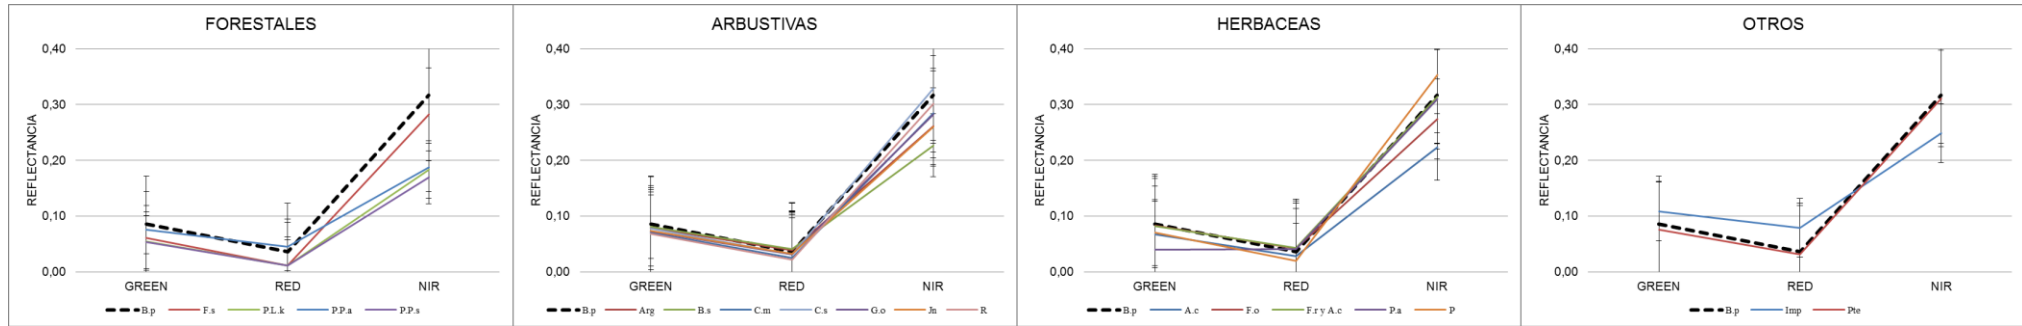 FORESTALES
0,40
0,30
0,20
0,10
0,00
REFLECTANCIA
GREEN RED NIR
B.p F.s P.L.k P.P.a P.P.s
ARBUSTIVAS
0,40
0,30
0,20
0,10
0,00
REFLECTANCIA
GREEN RED NIR
B.p Arg B.s C.m C.s G.o Jn R
HERBACEAS
0,40
0,30
0,20
0,10
0,00
REFLECTANCIA
GREEN RED NIR
B.p A.c F.o F.r y A.c P.a P
OTROS
0,40
0,30
0,20
0,10
0,00
REFLECTANCIA
GREEN RED NIR
B.p Imp Pte